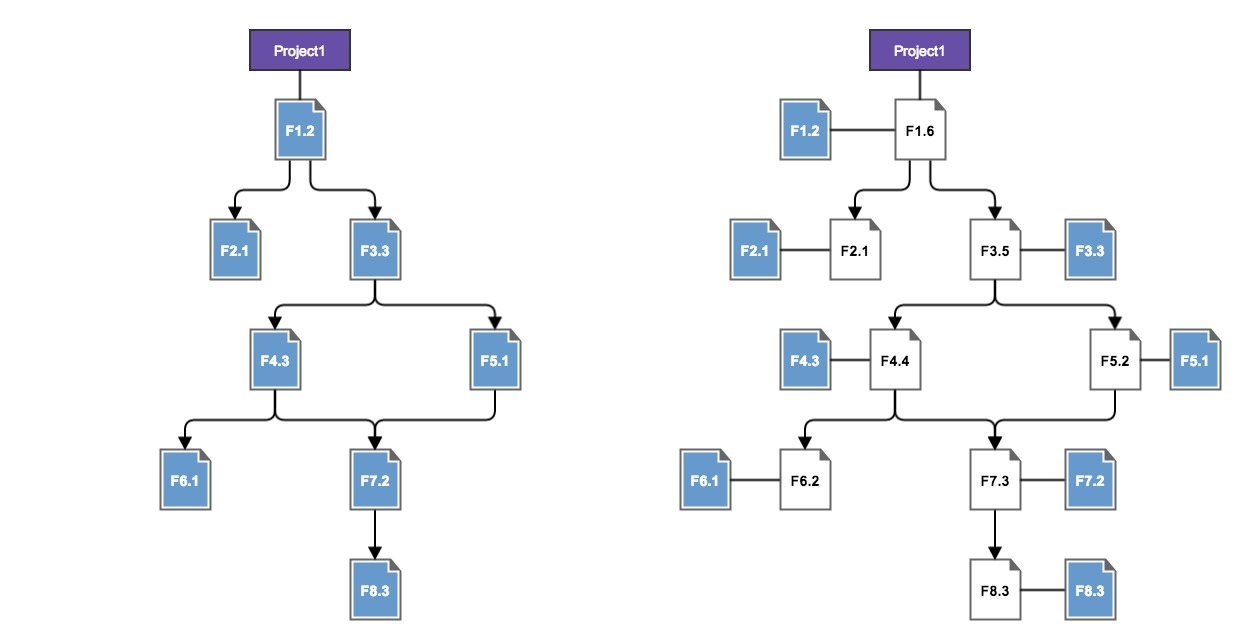 Project1
F1.2
F2.1
F3.3
F4.3
F5.1
F6.1
F7.2
F8.3
Project1
F1.2
F1.6
F2.1
F2.1
F3.5
F3.3
F4.3
F4.4
F5.2
F5.1
F6.1
F6.2
F7.3
F7.2
F8.3
F8.3